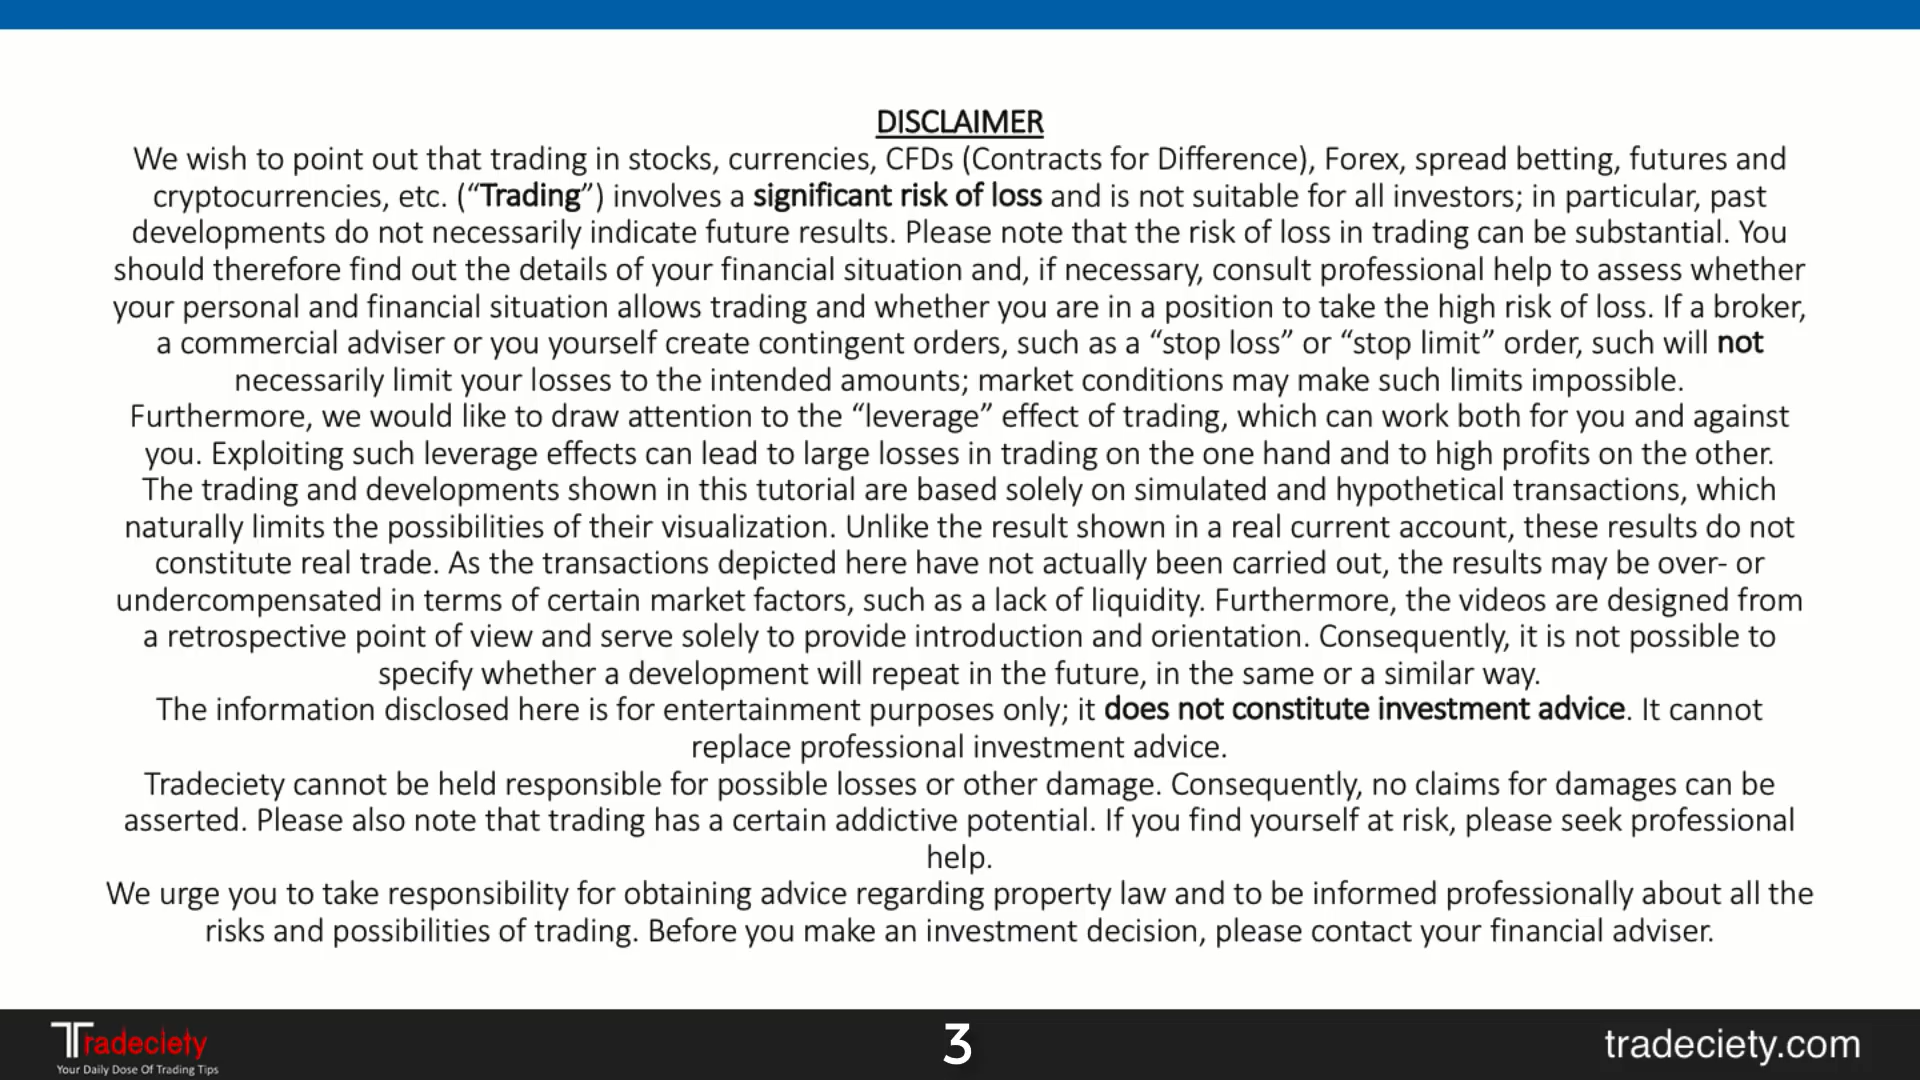 DISCLAIMER
We wish to point out that trading in stocks, currencies, CFDs (Contracts for Difference), Forex, spread betting, futures and
cryptocurrencies, etc. (“Trading”) involves a significant risk of loss and is not suitable for all investors; in particular, past
developments do not necessarily indicate future results. Please note that the risk of loss in trading can be substantial. You
should therefore find out the details of your financial situation and, if necessary, consult professional help to assess whether
your personal and financial situation allows trading and whether you are in a position to take the high risk of loss. If a broker,
a commercial adviser or you yourself create contingent orders, such as a “stop loss” or “stop limit” order, such will not
necessarily limit your losses to the intended amounts; market conditions may make such limits impossible.
Furthermore, we would like to draw attention to the “leverage” effect of trading, which can work both for you and against
you. Exploiting such leverage effects can lead to large losses in trading on the one hand and to high profits on the other.
The trading and developments shown in this tutorial are based solely on simulated and hypothetical transactions, which
naturally limits the possibilities of their visualization. Unlike the result shown in a real current account, these results do not
constitute real trade. As the transactions depicted here have not actually been carried out, the results may be over- or
undercompensated in terms of certain market factors, such as a lack of liquidity. Furthermore, the videos are designed from
a retrospective point of view and serve solely to provide introduction and orientation. Consequently, it is not possible to
specify whether a development will repeat in the future, in the same or a similar way.
The information disclosed here is for entertainment purposes only; it does not constitute investment advice. It cannot
replace professional investment advice.
Tradeciety cannot be held responsible for possible losses or other damage. Consequently, no claims for damages can be
asserted. Please also note that trading has a certain addictive potential. If you find yourself at risk, please seek professional
help.
We urge you to take responsibility for obtaining advice regarding property law and to be informed professionally about all the
risks and possibilities of trading. Before you make an investment decision, please contact your financial adviser.
Tradeciety
Your Daily Dose Of Trading Tips
3
tradeciety.com